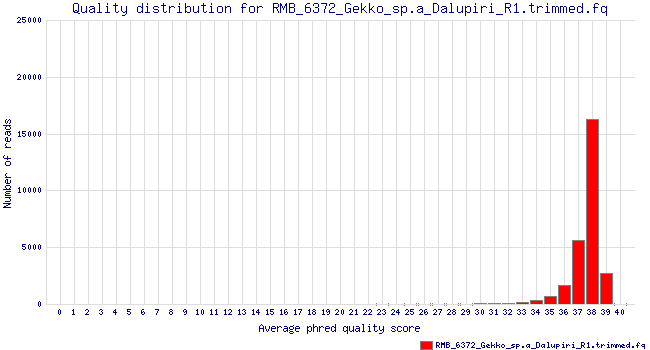 Quality distribution for RMB_6372_Gekko_sp.a_Dalupiri_R1.trimmed.fq
25000
20000
15000
10000
5000
0
Number of reads
0 1 2 3 4 5 6 7 8 9 10 11 12 13 14 15 16 17 18 19 20 21 22 23 24 25 26 27 28 29 30 31 32 33 34 35 36 37 38 39 40
Average phred quality score
RMB_6372_Gekko_sp.a_Dalupiri_R1.trimmed.fq